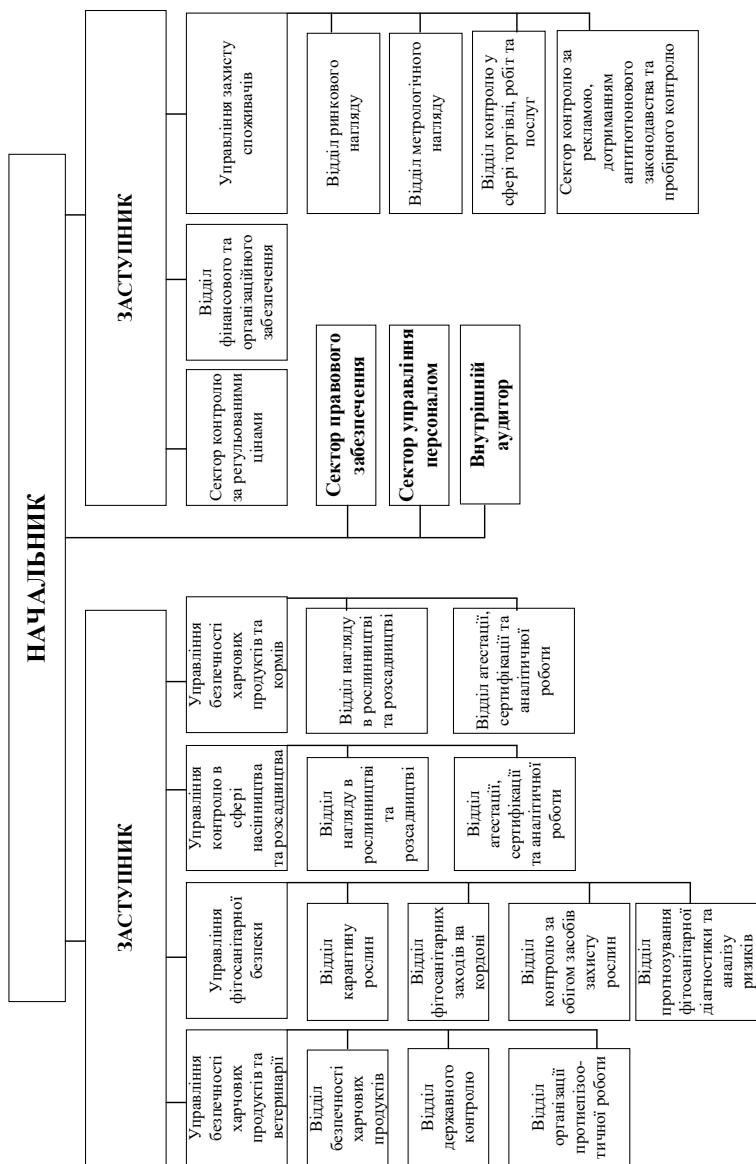 НАЧАЛЬНИК
ЗАСТУПНИК
ЗАСТУПНИК
Управління
безпечності
харчових
продуктів та
ветеринарії
Управління
фітосанітарної
безпеки
Управління
контролю в
сфері
насінництва
та розсадництва
Управління
безпечності
харчових
продуктів та
кормів
Сектор контролю
за регульованими
цінами
Відділ
фінансового та
організаційного
забезпечення
Управління захисту
споживачів
Відділ
безпечності
харчових
продуктів
Відділ
державного
контролю
Відділ
організації
протиепізоо-
тичної роботи
Відділ
карантину
рослин
Відділ
фітосанітарних
заходів на
кордоні
Відділ
контролю за
обігом засобів
захисту
рослин
Відділ
прогнозування
фітосанітарної
діагностики та
аналізу
ризиків
Відділ
нагляду в
рослинництві
та
розсадництві
Відділ
атестації,
сертифікації
та аналітичної
роботи
Відділ нагляду
в рослинництві
та розсадництві
Відділ атестації,
сертифікації та
аналітичної
роботи
Сектор правового
забезпечення
Сектор управління
персоналом
Внутрішній
аудитор
Відділ ринкового
нагляду
Відділ метрологічного
нагляду
Відділ контролю у
сфері торгівлі, робіт та
послуг
Сектор контролю за
рекламою,
дотриманням
антитютюнового
законодавства та
пробірного контролю